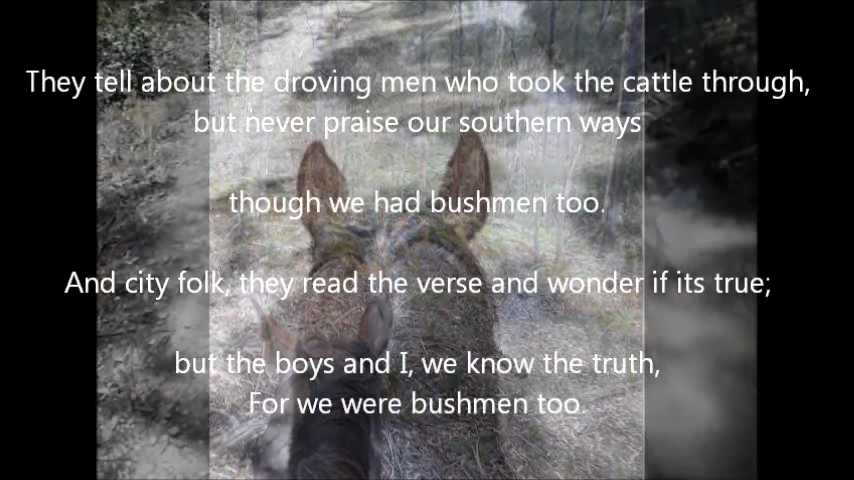 They tell about the droving men who took the cattle through,
but never praise our southern ways
though we had bushmen too.
And city folk, they read the verse and wonder if its true;
but the boys and I, we know the truth,
For we were bushmen too.